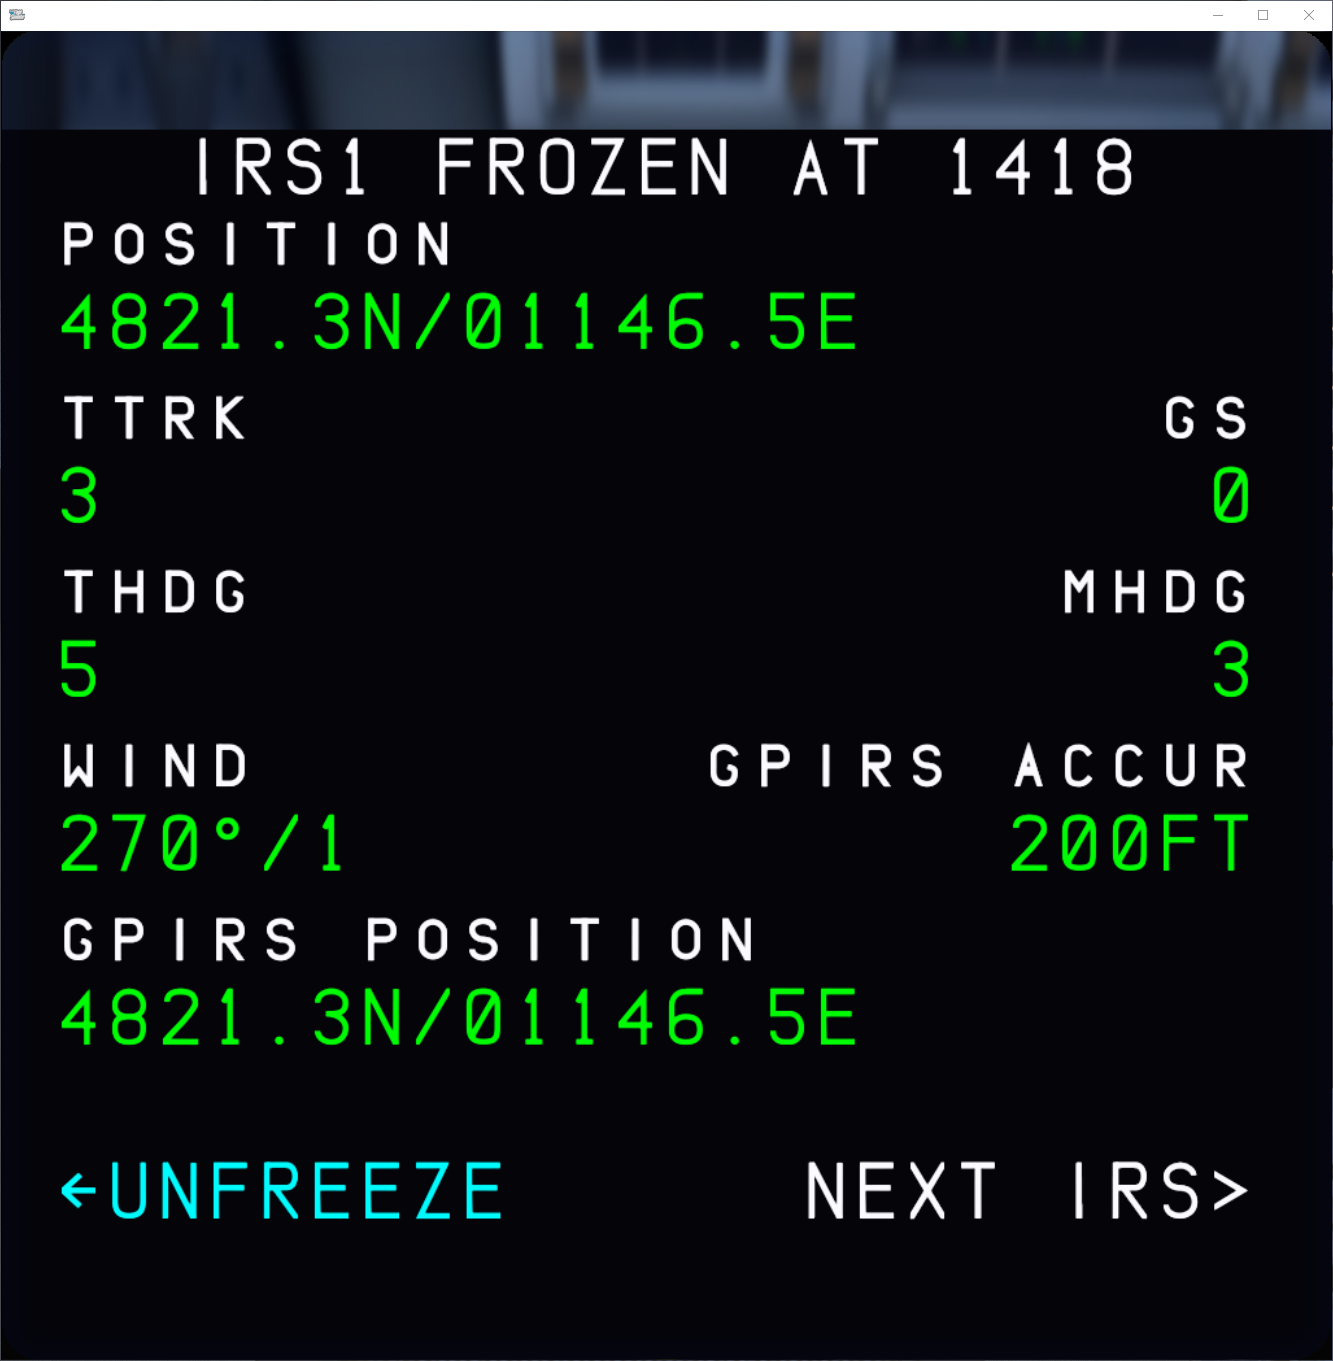 IRS1 FROZEN AT 1418
POSITION
4821.3N/01146.5E
TTRK GS
3 0
THDG MHDG
5 3
WIND GPIRS ACCUR
270°/1 200FT
GPIRS POSITION
4821.3N/01146.5E
←UNFREEZE NEXT IRS>